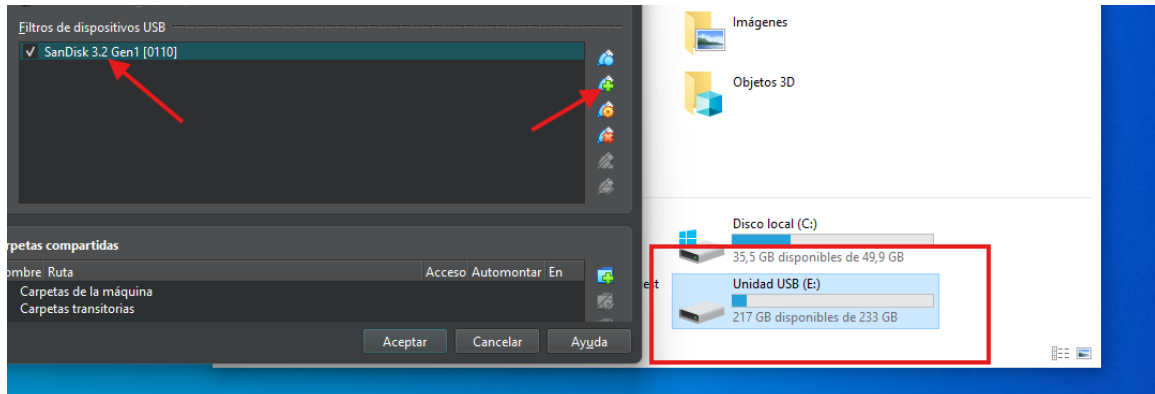 Filtros de dispositivos USB
SanDisk 3.2 Gen1 [0110]
rpetas compartidas
ombre Ruta Acceso Automontar En
Carpetas de la máquina
Carpetas transitorias
Aceptar Cancelar Ayuda
Imágenes
Objetos 3D
Disco local (C:)
35,5 GB disponibles de 49,9 GB
est
Unidad USB (E:)
217 GB disponibles de 233 GB